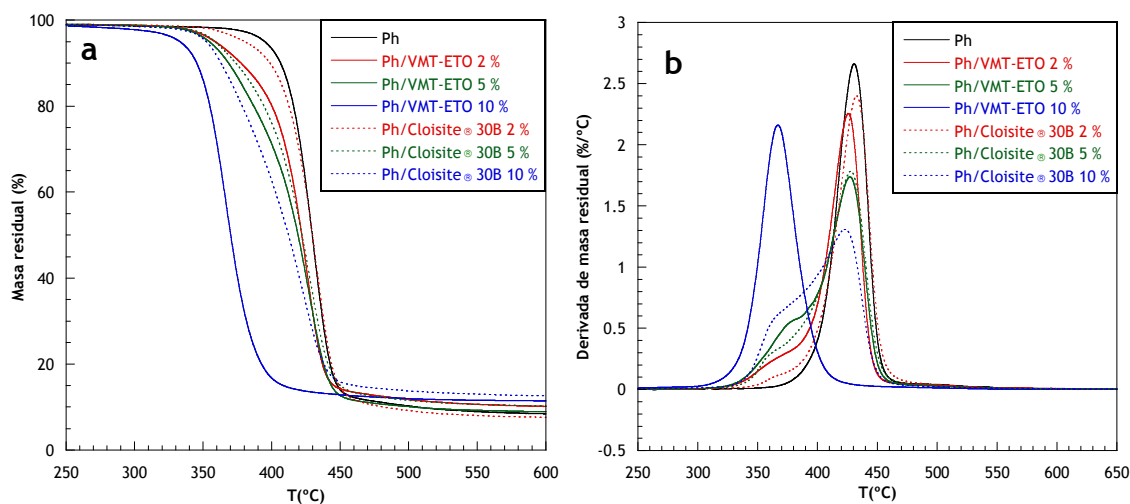 a
Ph
Ph/VMT-ETO 2 %
Ph/VMT-ETO 5 %
Ph/VMT-ETO 10 %
Ph/Cloisite ® 30B 2 %
Ph/Cloisite ® 30B 5 %
Ph/Cloisite ® 30B 10 %
Masa residual (%)
100
80
60
40
20
0
250 300 350 400 450 500 550 600
T(ºC)
b
Ph
Ph/VMT-ETO 2 %
Ph/VMT-ETO 5 %
Ph/VMT-ETO 10 %
Ph/Cloisite ® 30B 2 %
Ph/Cloisite ® 30B 5 %
Ph/Cloisite ® 30B 10 %
Derivada de masa residual (%/ºC)
3
2.5
2
1.5
1
0.5
0
-0.5
250 300 350 400 450 500 550 600 650
T(ºC)